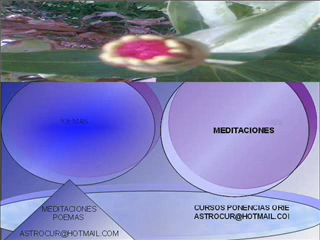 MEDITACIONES
MEDITACIONES
POEMAS
ASTROCUR@HOTMAIL.COM
CURSOS PONENCIAS ORIE
ASTROCUR@HOTMAIL.COI